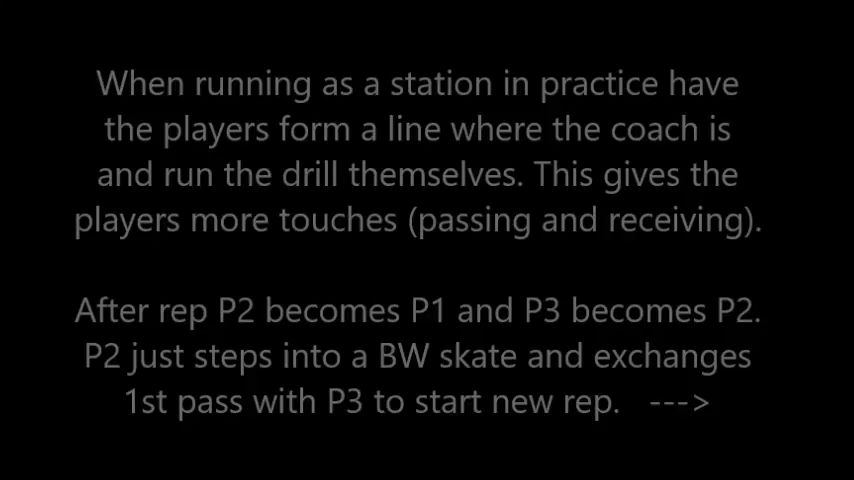 When running as a station in practice have
the players form a line where the coach is
and run the drill themselves. This gives the
players more touches (passing and receiving).
After rep P2 becomes P1 and P3 becomes P2.
P2 just steps into a BW skate and exchanges
1st pass with P3 to start new rep.   --->